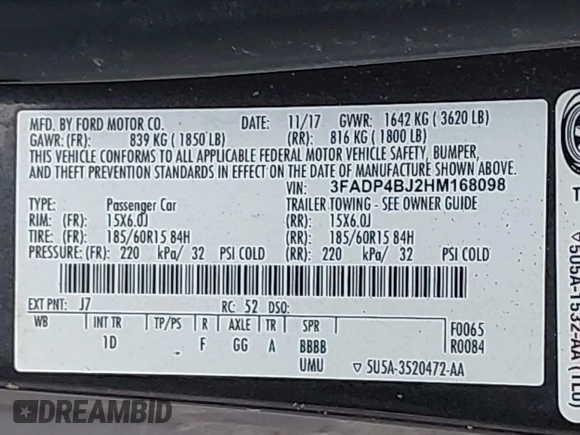 MFD. BY FORD MOTOR CO. DATE: 11/17 GVWR: 1642 KG ( 3620 LB)
GAWR: (FR): 839 KG ( 1850 LB) (RR): 816 KG ( 1800 LB)
THIS VEHICLE CONFORMS TO ALL APPLICABLE FEDERAL MOTOR VEHICLE SAFETY, BUMPER,
AND THEFT PREVENTION STANDARDS IN EFFECT ON THE DATE OF MANUFACTURE SHOWN ABOVE.
VIN: 3FADP4BJ2HM168098
TYPE: Passenger Car TRAILER TOWING - SEE OWNER GUIDE
RIM: (FR): 15X6.0J (RR): 15X6.0J
TIRE: (FR): 185/60R15 84H (RR): 185/60R15 84H
PRESSURE: (FR): 220 kPa/ 32 PSI COLD (RR): 220 kPa/ 32 PSI COLD
EXT PNT: J7 RC: 52 DSO:
WB INT TR TP/PS R AXLE TR SPR F0065
1D F GG A BBBB R0084
UMU ▽ 5U5A-3520472-AA
DREAMBID
T